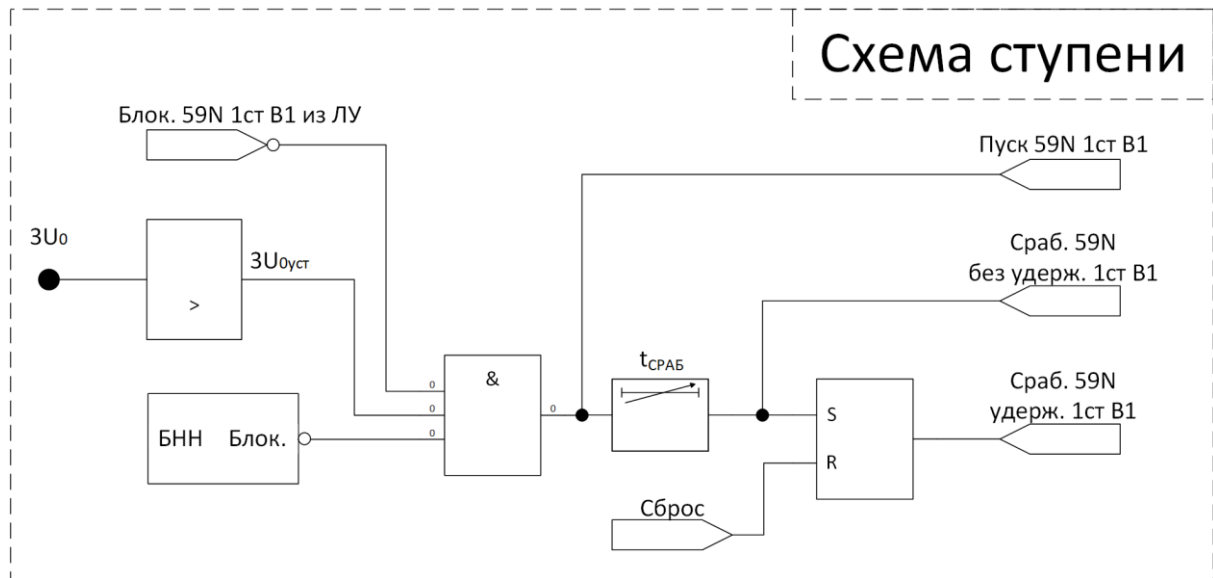 Схема ступени
Блок. 59N 1ст В1 из ЛУ
Пуск 59N 1ст В1
3U₀
3U₀уст
>
Сраб. 59N
без удерж. 1ст В1
tСРАБ
&
0
0
0
0
Сраб. 59N
удерж. 1ст В1
БНН Блок.
S
R
Сброс